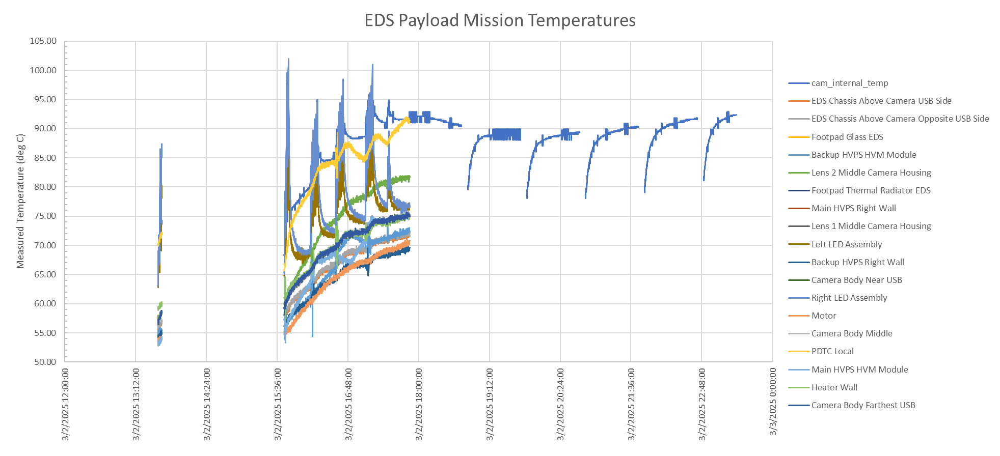 EDS Payload Mission Temperatures
Measured Temperature (deg C)
105.00
100.00
95.00
90.00
85.00
80.00
75.00
70.00
65.00
60.00
55.00
50.00
3/2/2025 12:00:00
3/2/2025 13:12:00
3/2/2025 14:24:00
3/2/2025 15:36:00
3/2/2025 16:48:00
3/2/2025 18:00:00
3/2/2025 19:12:00
3/2/2025 20:24:00
3/2/2025 21:36:00
3/2/2025 22:48:00
3/3/2025 0:00:00
cam_internal_temp
EDS Chassis Above Camera USB Side
EDS Chassis Above Camera Opposite USB Side
Footpad Glass EDS
Backup HVPS HVM Module
Lens 2 Middle Camera Housing
Footpad Thermal Radiator EDS
Main HVPS Right Wall
Lens 1 Middle Camera Housing
Left LED Assembly
Backup HVPS Right Wall
Camera Body Near USB
Right LED Assembly
Motor
Camera Body Middle
PDTC Local
Main HVPS HVM Module
Heater Wall
Camera Body Farthest USB